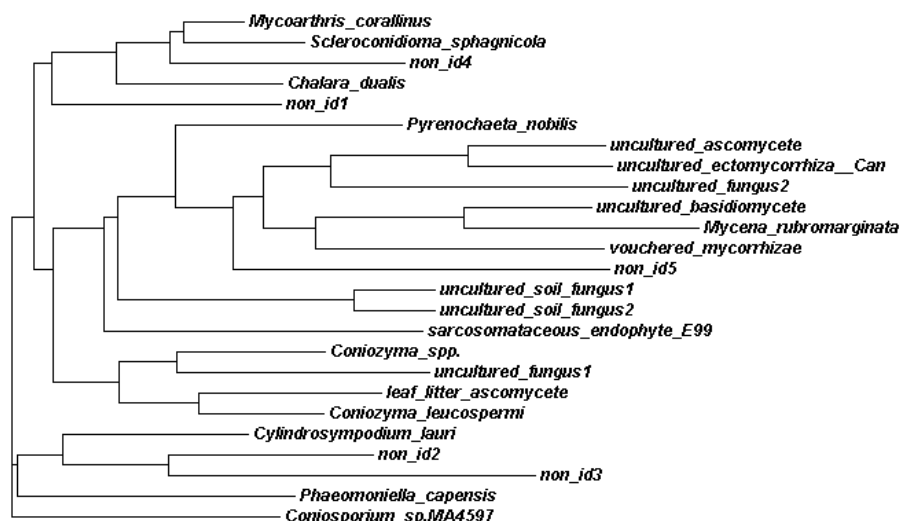 Mycoarthris_corallinus
Scleroconidioma_sphagnicola
non_id4
Chalara_dualis
non_id1
Pyrenochaeta_nobilis
uncultured_ascomycete
uncultured_ectomycorrhiza__Can
uncultured_fungus2
uncultured_basidiomycete
Mycena_rubromarginata
vouchered_mycorrhizae
non_id5
uncultured_soil_fungus1
uncultured_soil_fungus2
sarcosomataceous_endophyte_E99
Coniozyma_spp.
uncultured_fungus1
leaf_litter_ascomycete
Coniozyma_leucospermi
Cylindrosympodium_lauri
non_id2
non_id3
Phaeomoniella_capensis
Coniosporium_sp.MA4597